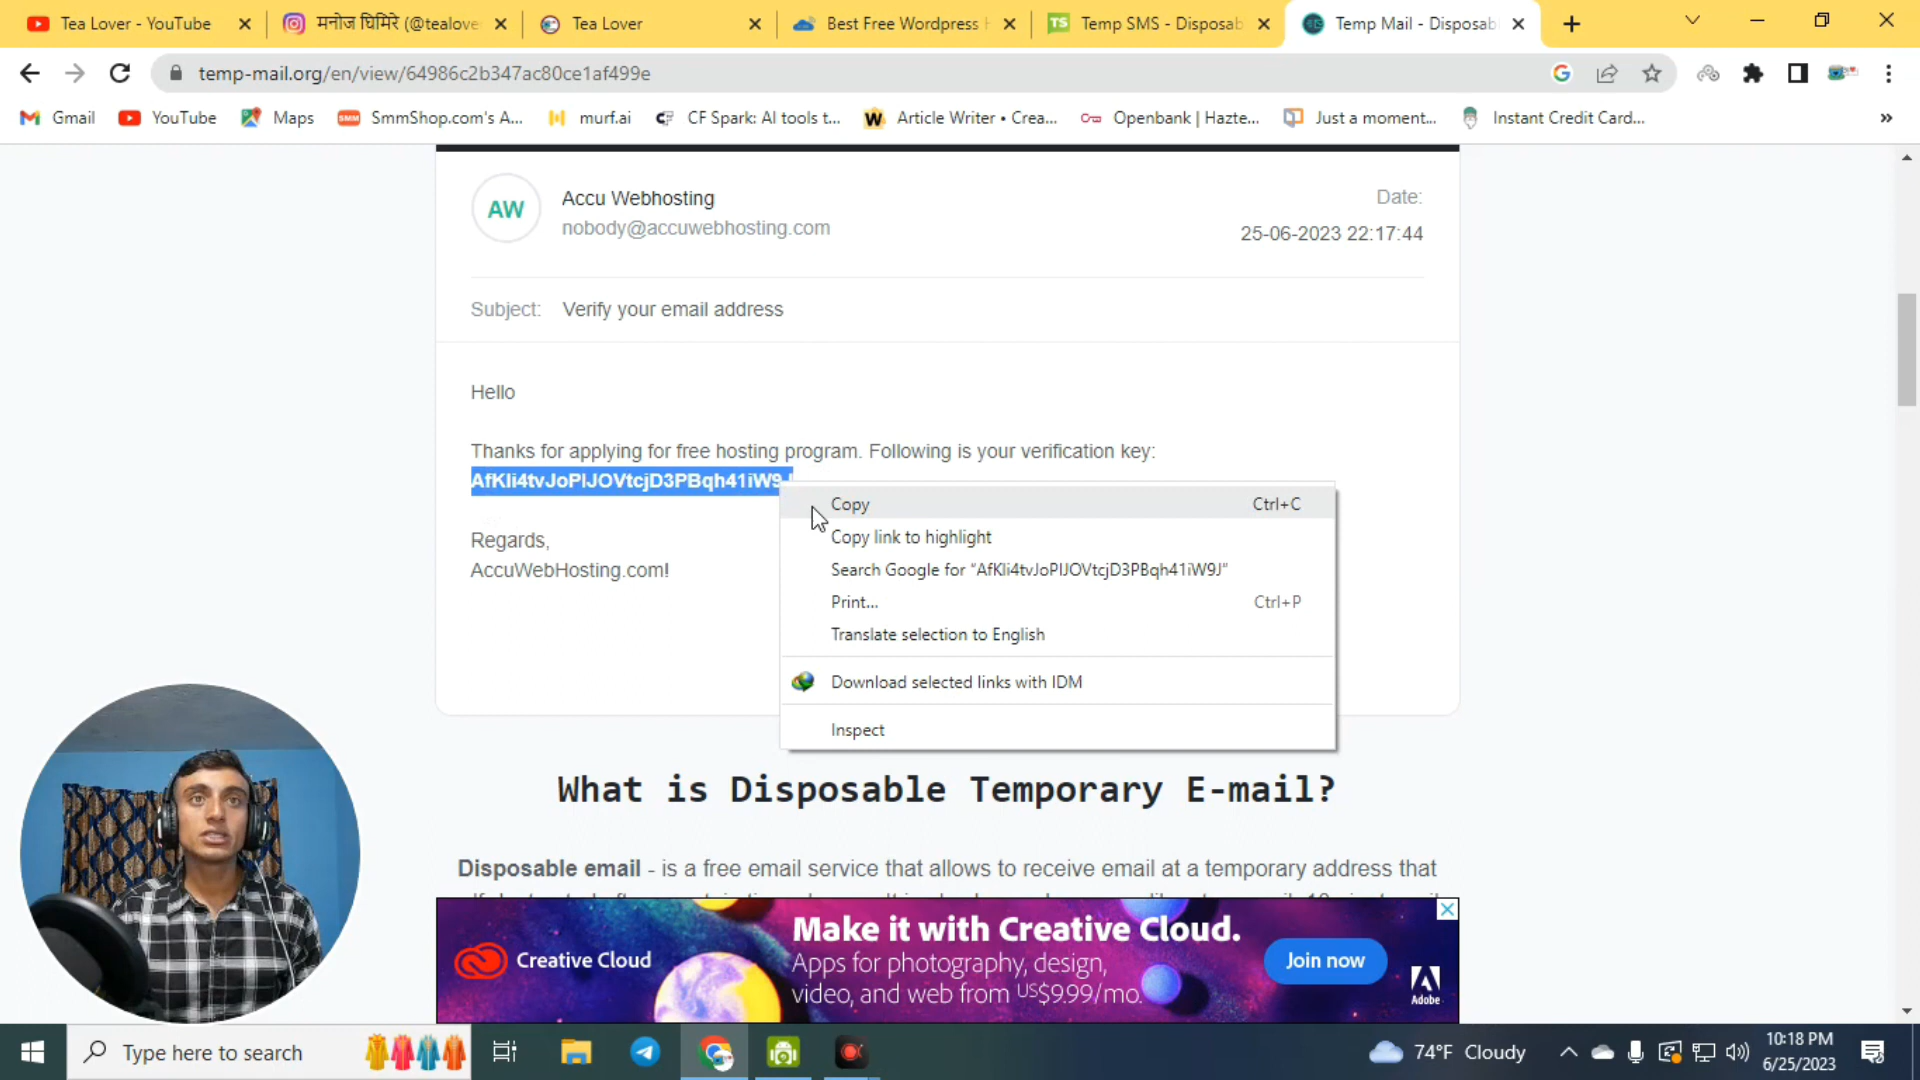 Tea Lover - YouTube
मनोज घिमिरे (@tealove
Tea Lover
Best Free Wordpress H
TS Temp SMS - Disposab
Temp Mail - Disposabl
temp-mail.org/en/view/64986c2b347ac80ce1af499e
Gmail
YouTube
Maps
SMM SmmShop.com's A...
murf.ai
CF Spark: AI tools t...
W Article Writer • Crea...
Openbank | Hazte...
Just a moment...
Instant Credit Card...
»
AW
Accu Webhosting
nobody@accuwebhosting.com
Date:
25-06-2023 22:17:44
Subject: Verify your email address
Hello
Thanks for applying for free hosting program. Following is your verification key:
AfKli4tvJoPlJOVtcjD3PBqh41iW9J
Regards,
AccuWebHosting.com!
Copy Ctrl+C
Copy link to highlight
Search Google for “AfKli4tvJoPlJOVtcjD3PBqh41iW9J”
Print... Ctrl+P
Translate selection to English
Download selected links with IDM
Inspect
What is Disposable Temporary E-mail?
Disposable email - is a free email service that allows to receive email at a temporary address that
Creative Cloud
Make it with Creative Cloud.
Apps for photography, design,
video, and web from US$9.99/mo.
Join now
Adobe
Type here to search
74°F Cloudy
10:18 PM
6/25/2023